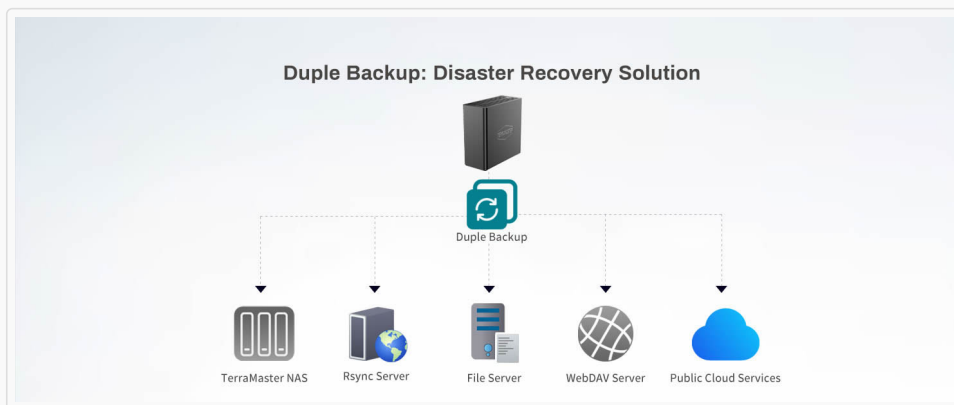 Duple Backup: Disaster Recovery Solution
Duple Backup
TerraMaster NAS
Rsync Server
File Server
WebDAV Server
Public Cloud Services